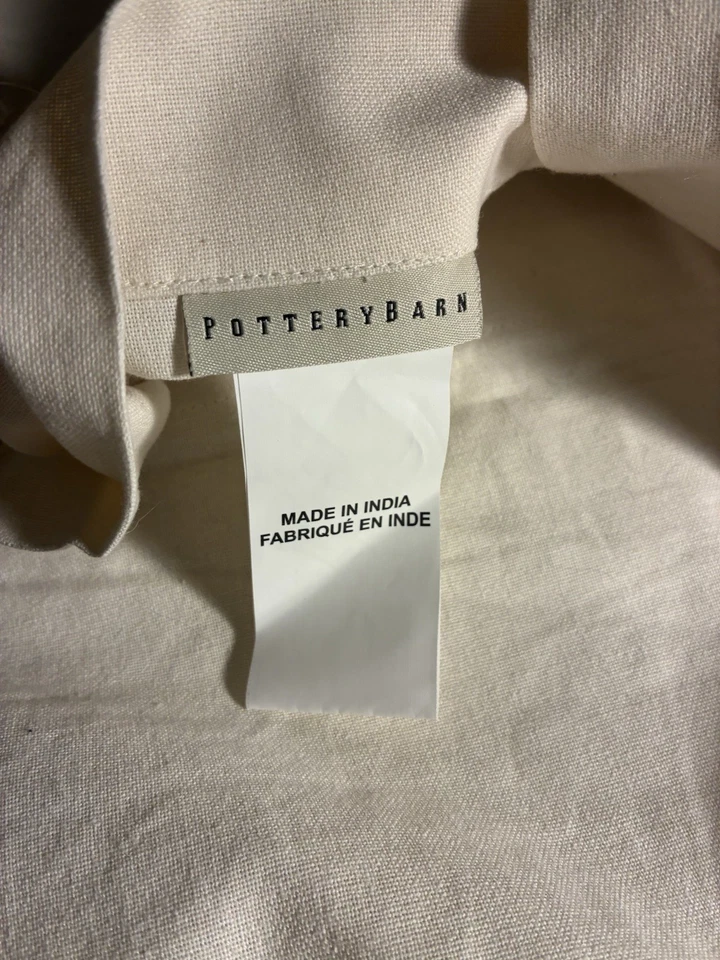 POTTERYBARN
MADE IN INDIA
FABRIQUÉ EN INDE